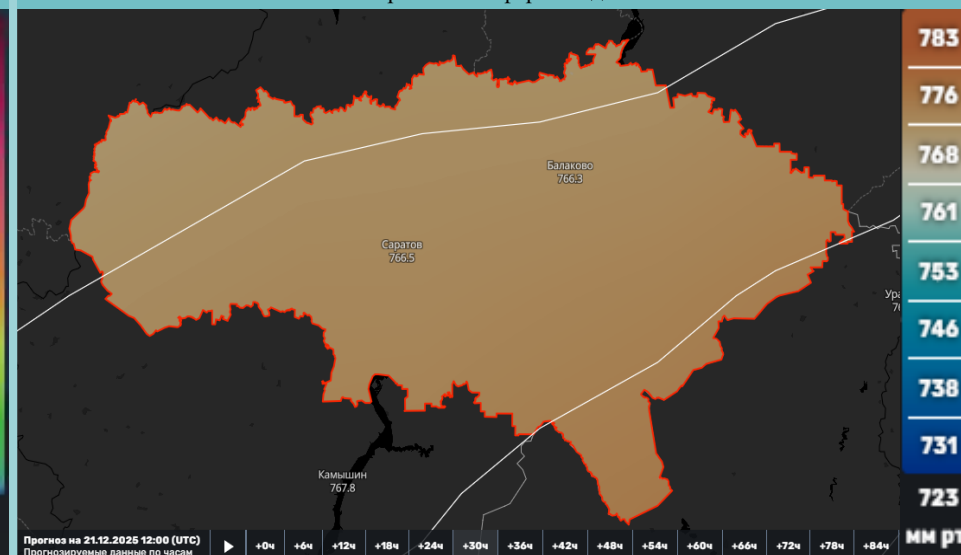 783
776
768
761
753
746
738
731
723
мм рт
Балаково
766.3
Саратов
766.5
Камышин
767.8
Прогноз на 21.12.2025 12:00 (UTC)
Прогнозируемые данные по часам
+0ч +6ч +12ч +18ч +24ч +30ч +36ч +42ч +48ч +54ч +60ч +66ч +72ч +78ч +84ч